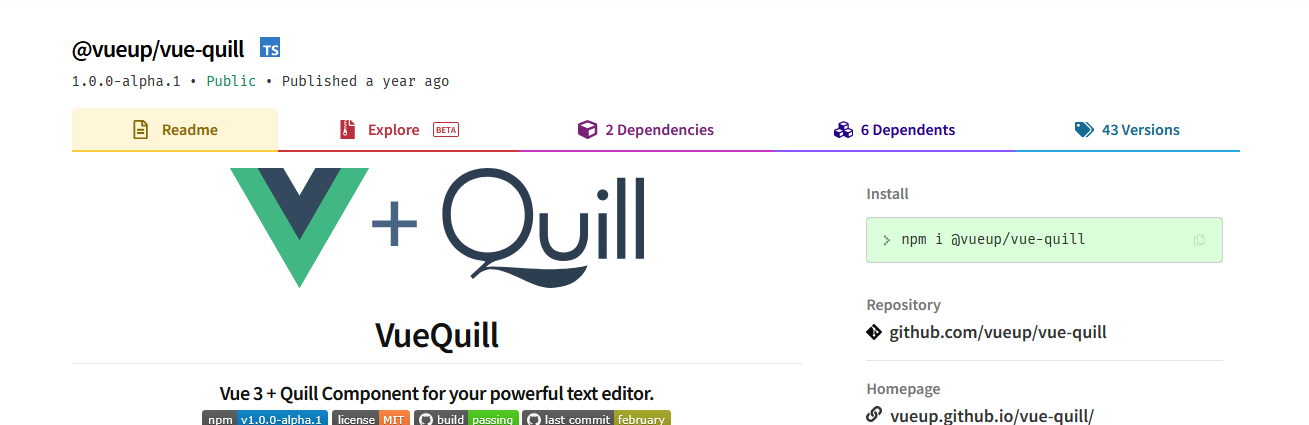 @vueup/vue-quill TS
1.0.0-alpha.1 • Public • Published a year ago
Readme Explore BETA 2 Dependencies 6 Dependents 43 Versions
+ Quill
VueQuill
Vue 3 + Quill Component for your powerful text editor.
npm v1.0.0-alpha.1 license MIT build passing last commit february
Install
> npm i @vueup/vue-quill
Repository
github.com/vueup/vue-quill
Homepage
vueup.github.io/vue-quill/